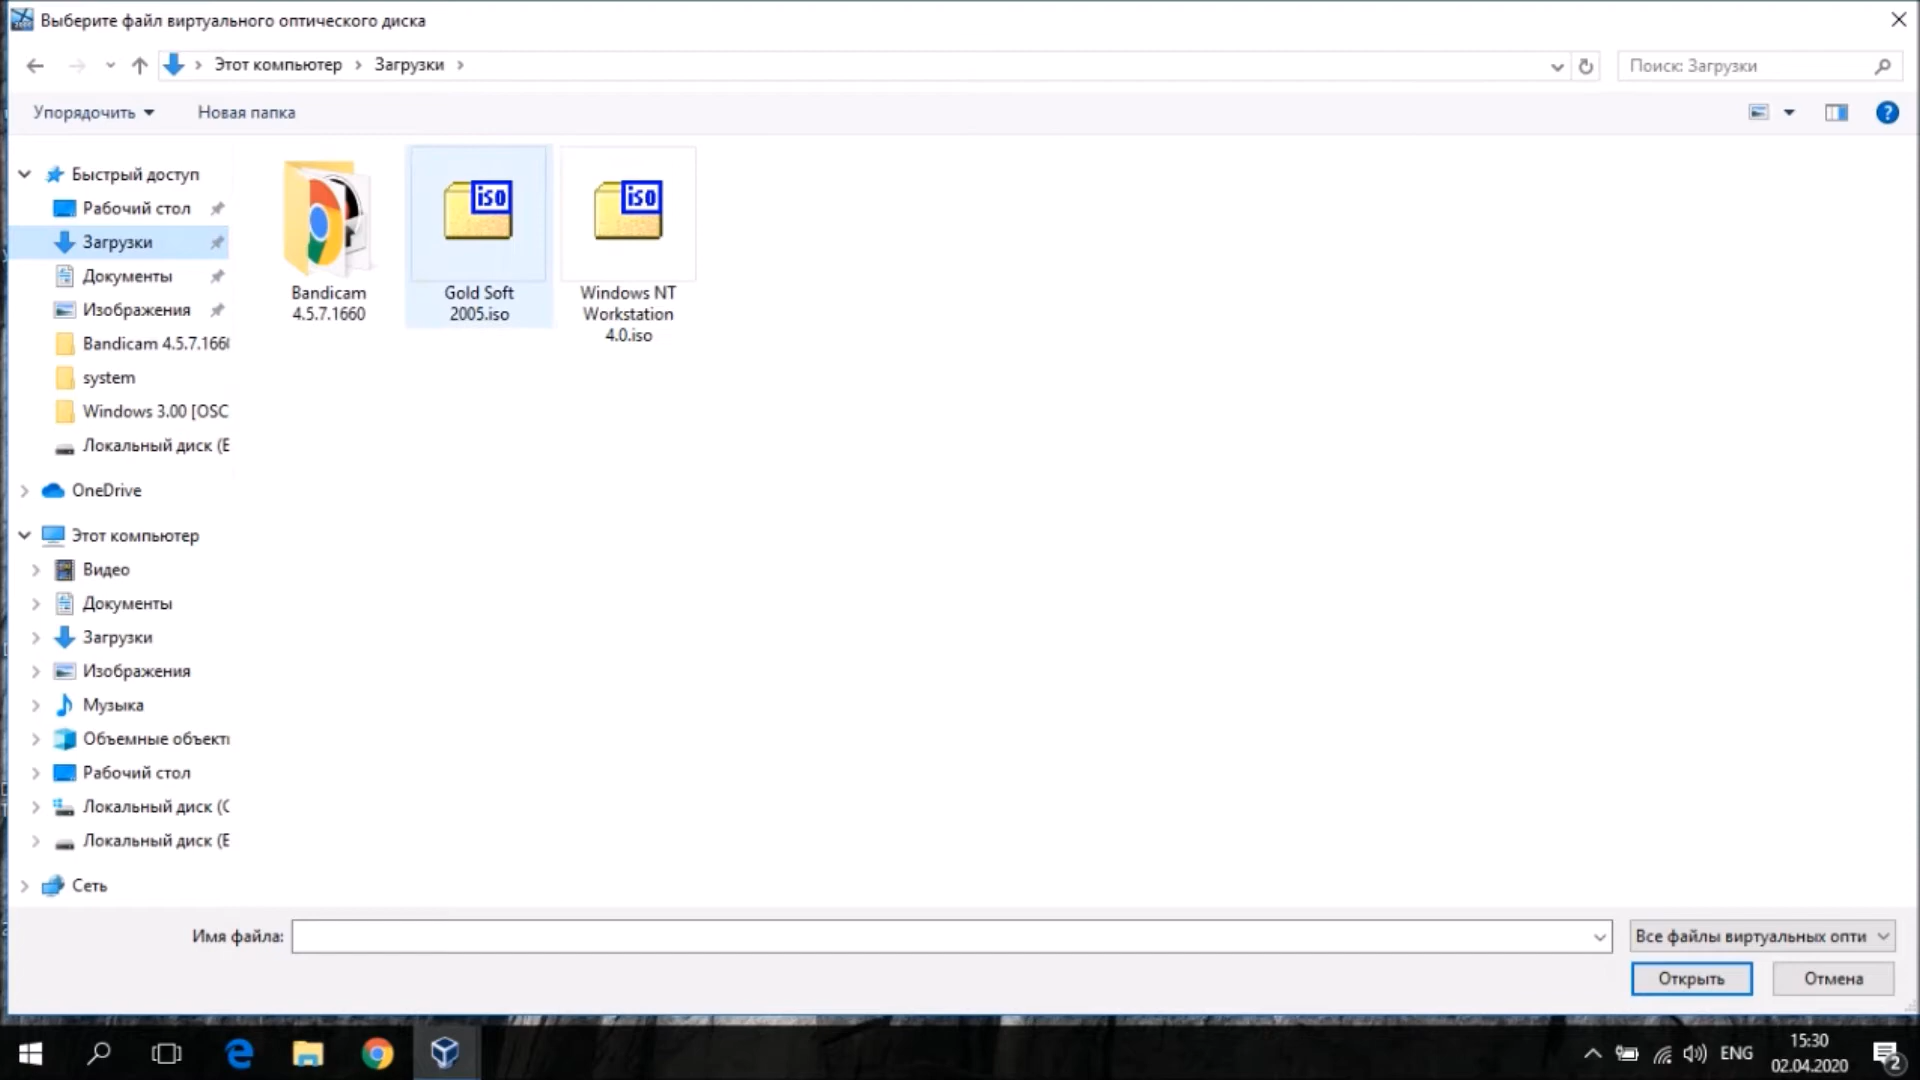 Выберите файл виртуального оптического диска
Этот компьютер
Загрузки
Поиск: Загрузки
Упорядочить
Новая папка
Быстрый доступ
Рабочий стол
Загрузки
Документы
Изображения
Bandicam 4.5.7.1660
system
Windows 3.00 [OSC
Локальный диск (E
OneDrive
Этот компьютер
Видео
Документы
Загрузки
Изображения
Музыка
Объемные объекты
Рабочий стол
Локальный диск (C
Локальный диск (E
Сеть
Bandicam
4.5.7.1660
iso
Gold Soft
2005.iso
iso
Windows NT
Workstation
4.0.iso
Имя файла:
Все файлы виртуальных опти
Открыть
Отмена
ENG
15:30
02.04.2020
2